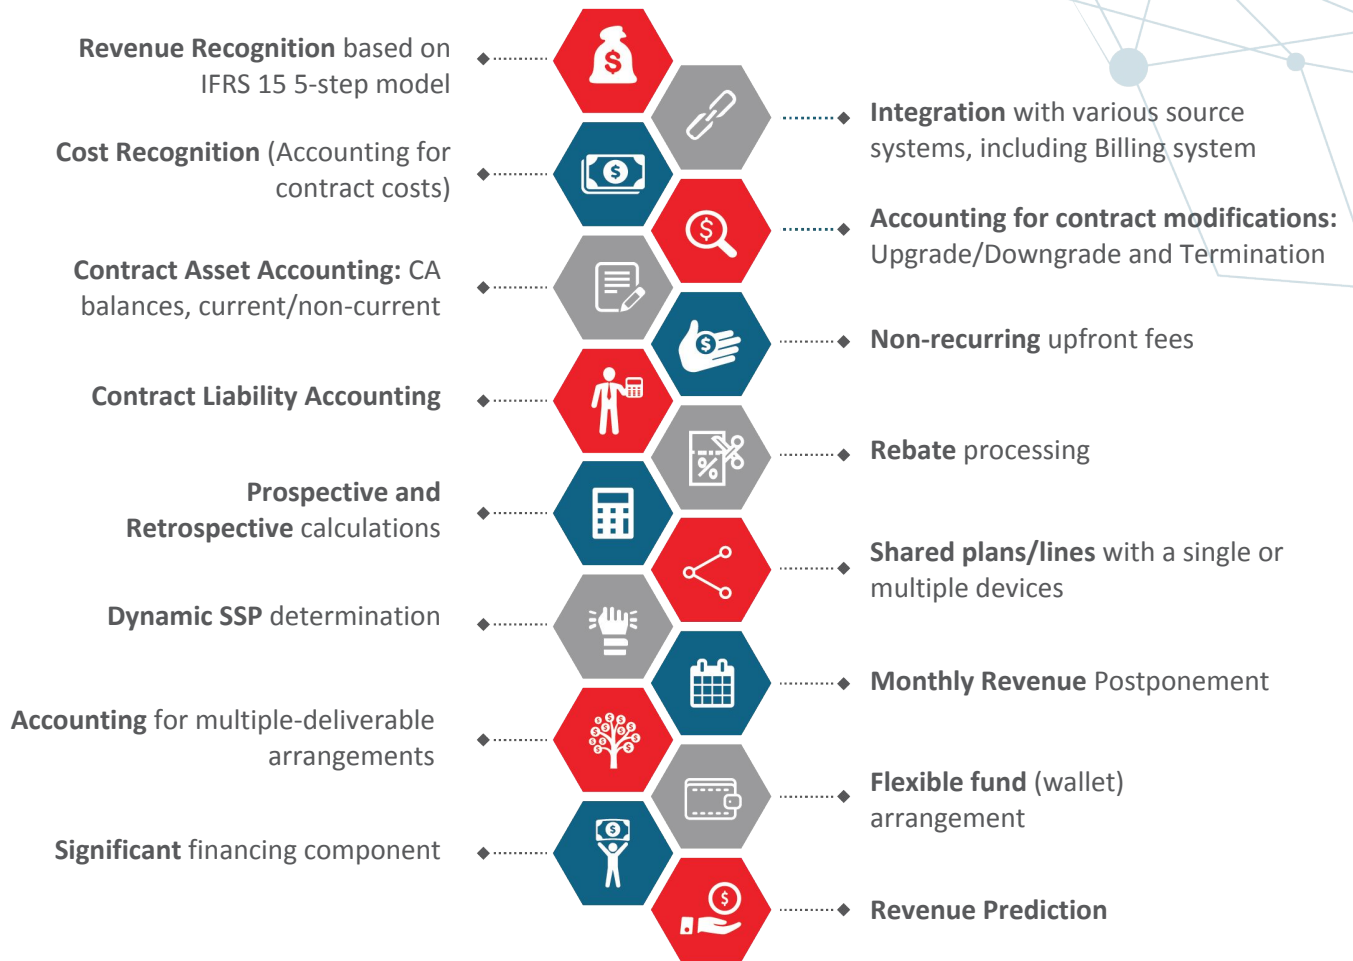 Revenue Recognition based on
IFRS 15 5-step model
Cost Recognition (Accounting for
contract costs)
Contract Asset Accounting: CA
balances, current/non-current
Contract Liability Accounting
Prospective and
Retrospective calculations
Dynamic SSP determination
Accounting for multiple-deliverable
arrangements
Significant financing component
Integration with various source
systems, including Billing system
Accounting for contract modifications:
Upgrade/Downgrade and Termination
Non-recurring upfront fees
Rebate processing
Shared plans/lines with a single or
multiple devices
Monthly Revenue Postponement
Flexible fund (wallet)
arrangement
Revenue Prediction